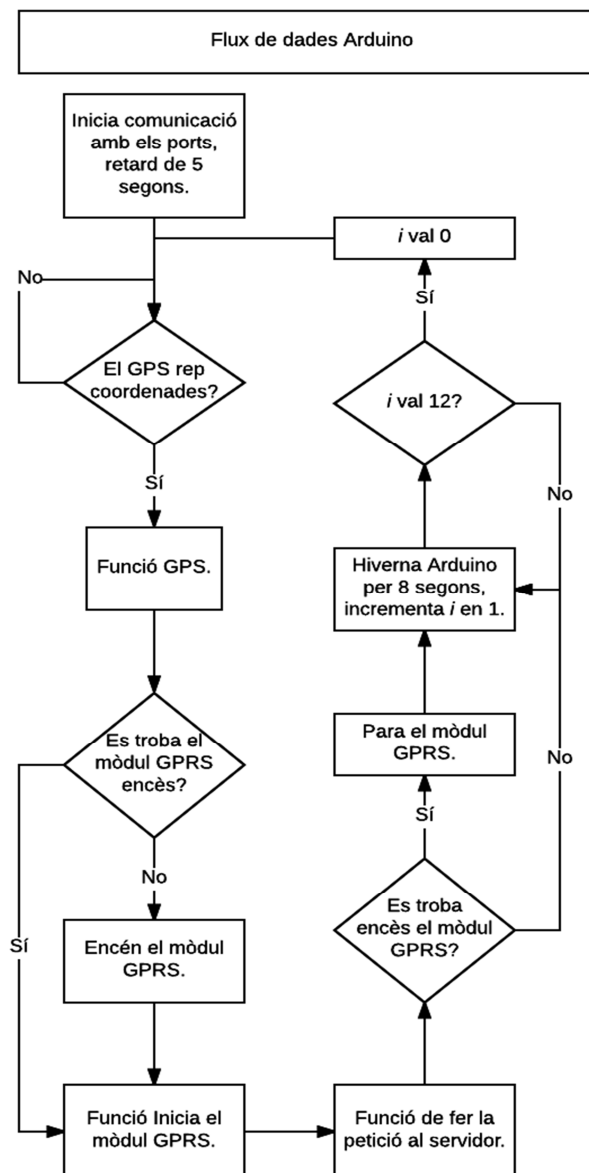 Flux de dades Arduino
Inicia comunicació
amb els ports,
retard de 5
segons.
No
El GPS rep
coordenades?
Sí
Funció GPS.
Es troba el
mòdul GPRS
encès?
No
Sí
Encén el mòdul
GPRS.
Funció Inicia el
mòdul GPRS.
Funció de fer la
petició al servidor.
Es troba
encès el mòdul
GPRS?
No
Sí
Para el mòdul
GPRS.
Hiverna Arduino
per 8 segons,
incrementa i en 1.
No
i val 12?
Sí
i val 0